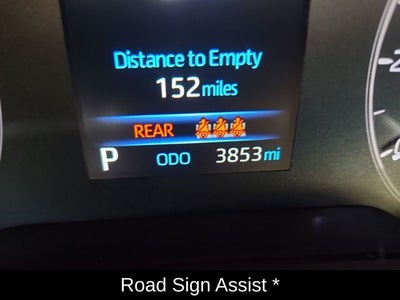 Distance to Empty
152 miles
REAR
P ODO 3853 mi
Road Sign Assist *